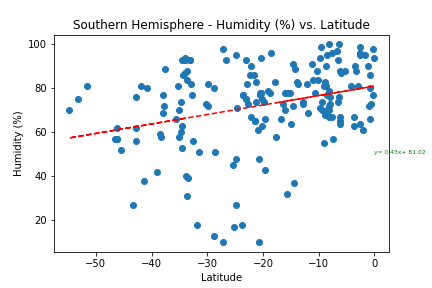 Southern Hemisphere - Humidity (%) vs. Latitude
100
80
60
40
20
Humidity (%)
y= 0.43x+ 81.02
−50
−40
−30
−20
−10
0
Latitude